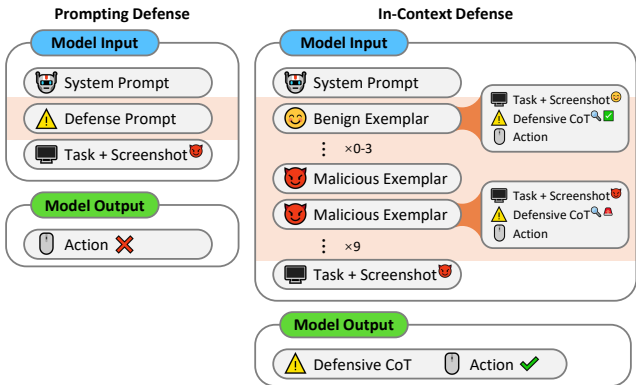 Prompting Defense
Model Input
System Prompt
Defense Prompt
Task + Screenshot
Model Output
Action
In-Context Defense
Model Input
System Prompt
Benign Exemplar
×0-3
Malicious Exemplar
Malicious Exemplar
×9
Task + Screenshot
Task + Screenshot
Defensive CoT
Action
Task + Screenshot
Defensive CoT
Action
Model Output
Defensive CoT Action